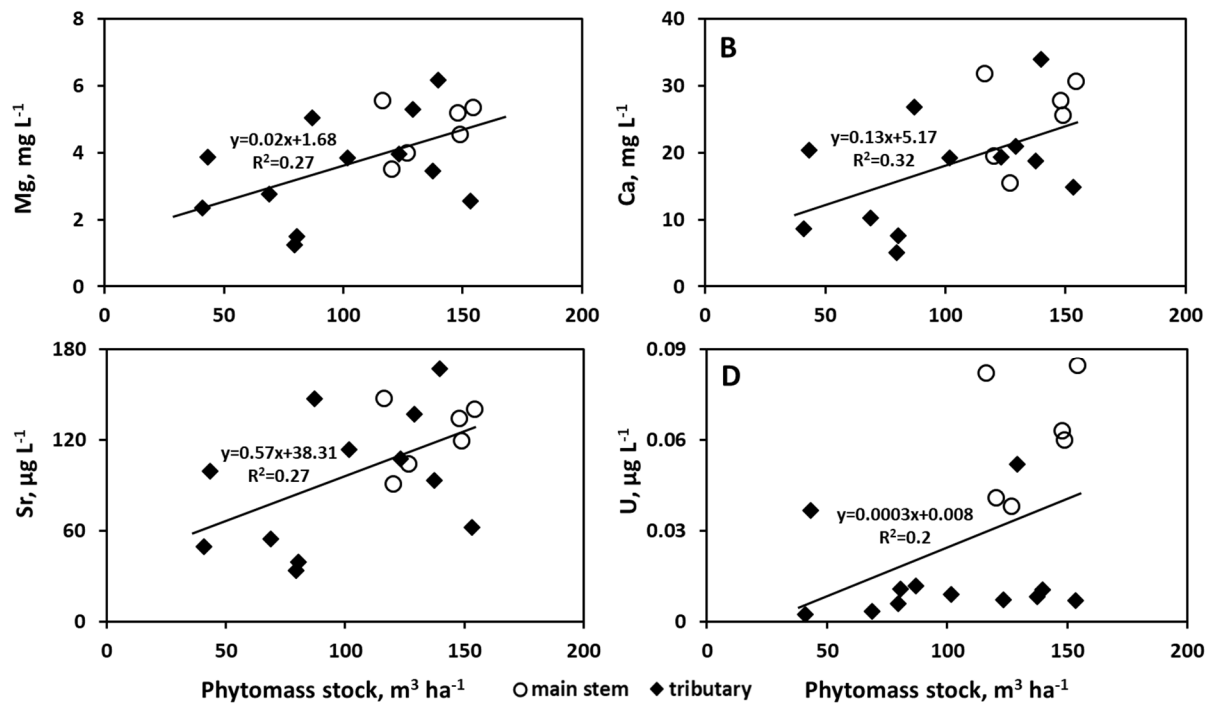 8
6
4
2
0
Mg, mg L⁻¹
y=0.02x+1.68
R²=0.27
0 50 100 150 200
40
30
20
10
0
Ca, mg L⁻¹
B
y=0.13x+5.17
R²=0.32
0 50 100 150 200
180
120
60
0
Sr, µg L⁻¹
y=0.57x+38.31
R²=0.27
0 50 100 150 200
Phytomass stock, m³ ha⁻¹
0.09
0.06
0.03
0
U, µg L⁻¹
D
y=0.0003x+0.008
R²=0.2
0 50 100 150 200
Phytomass stock, m³ ha⁻¹
main stem tributary